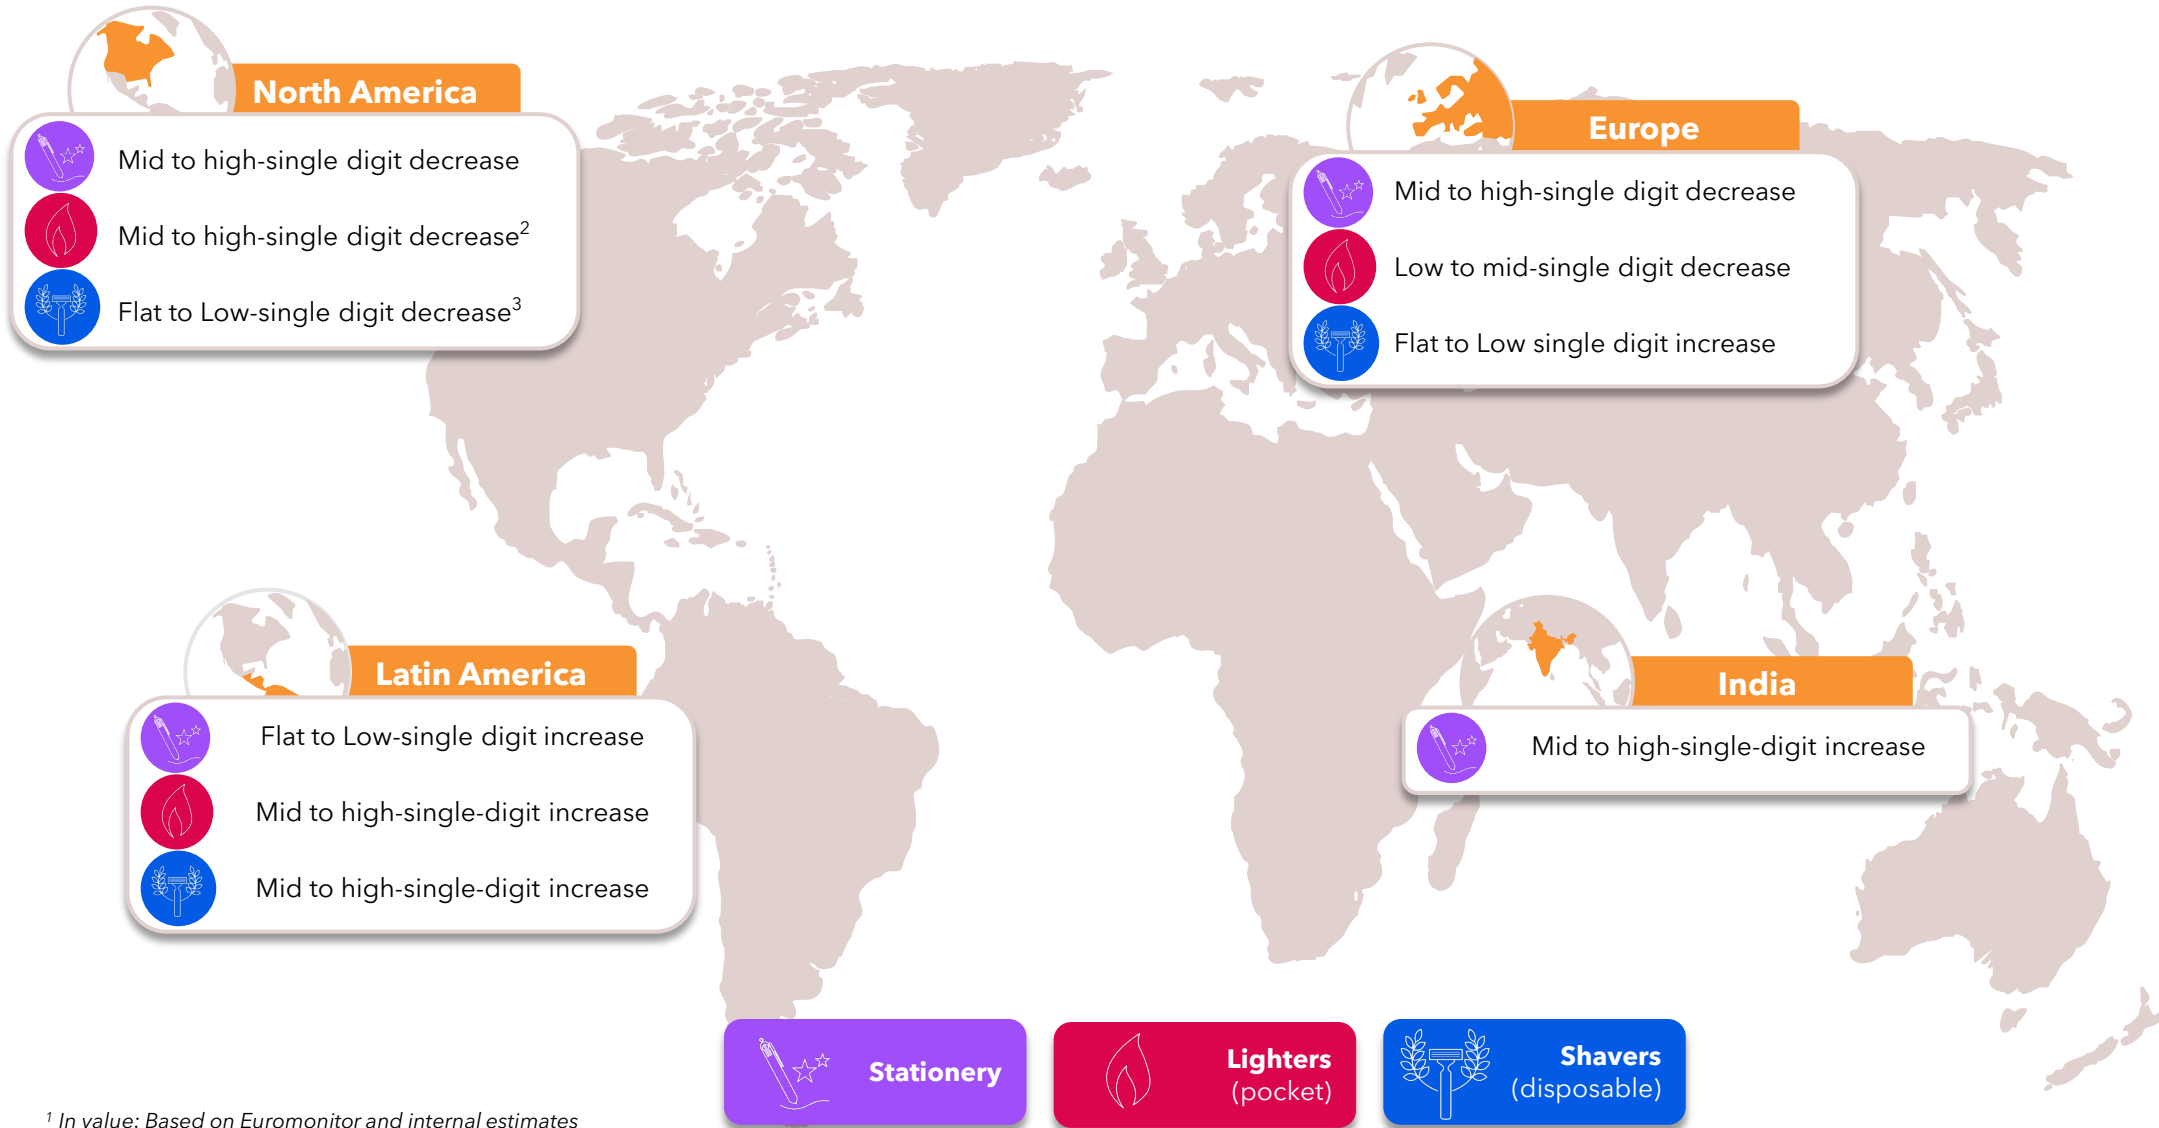 North America
Mid to high-single digit decrease
Mid to high-single digit decrease²
Flat to Low-single digit decrease³
Europe
Mid to high-single digit decrease
Low to mid-single digit decrease
Flat to Low single digit increase
Latin America
Flat to Low-single digit increase
Mid to high-single-digit increase
Mid to high-single-digit increase
India
Mid to high-single-digit increase
Stationery
Lighters
(pocket)
Shavers
(disposable)
¹ In value: Based on Euromonitor and internal estimates